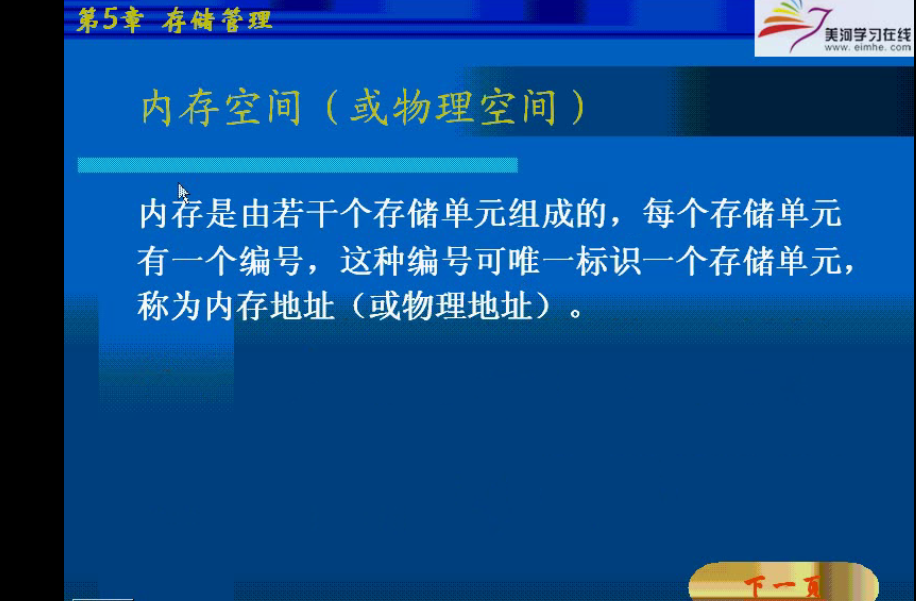 第5章 存储管理
美河学习在线
www.eimhe.com
内存空间（或物理空间）
内存是由若干个存储单元组成的，每个存储单元
有一个编号，这种编号可唯一标识一个存储单元，
称为内存地址（或物理地址）。
下一页